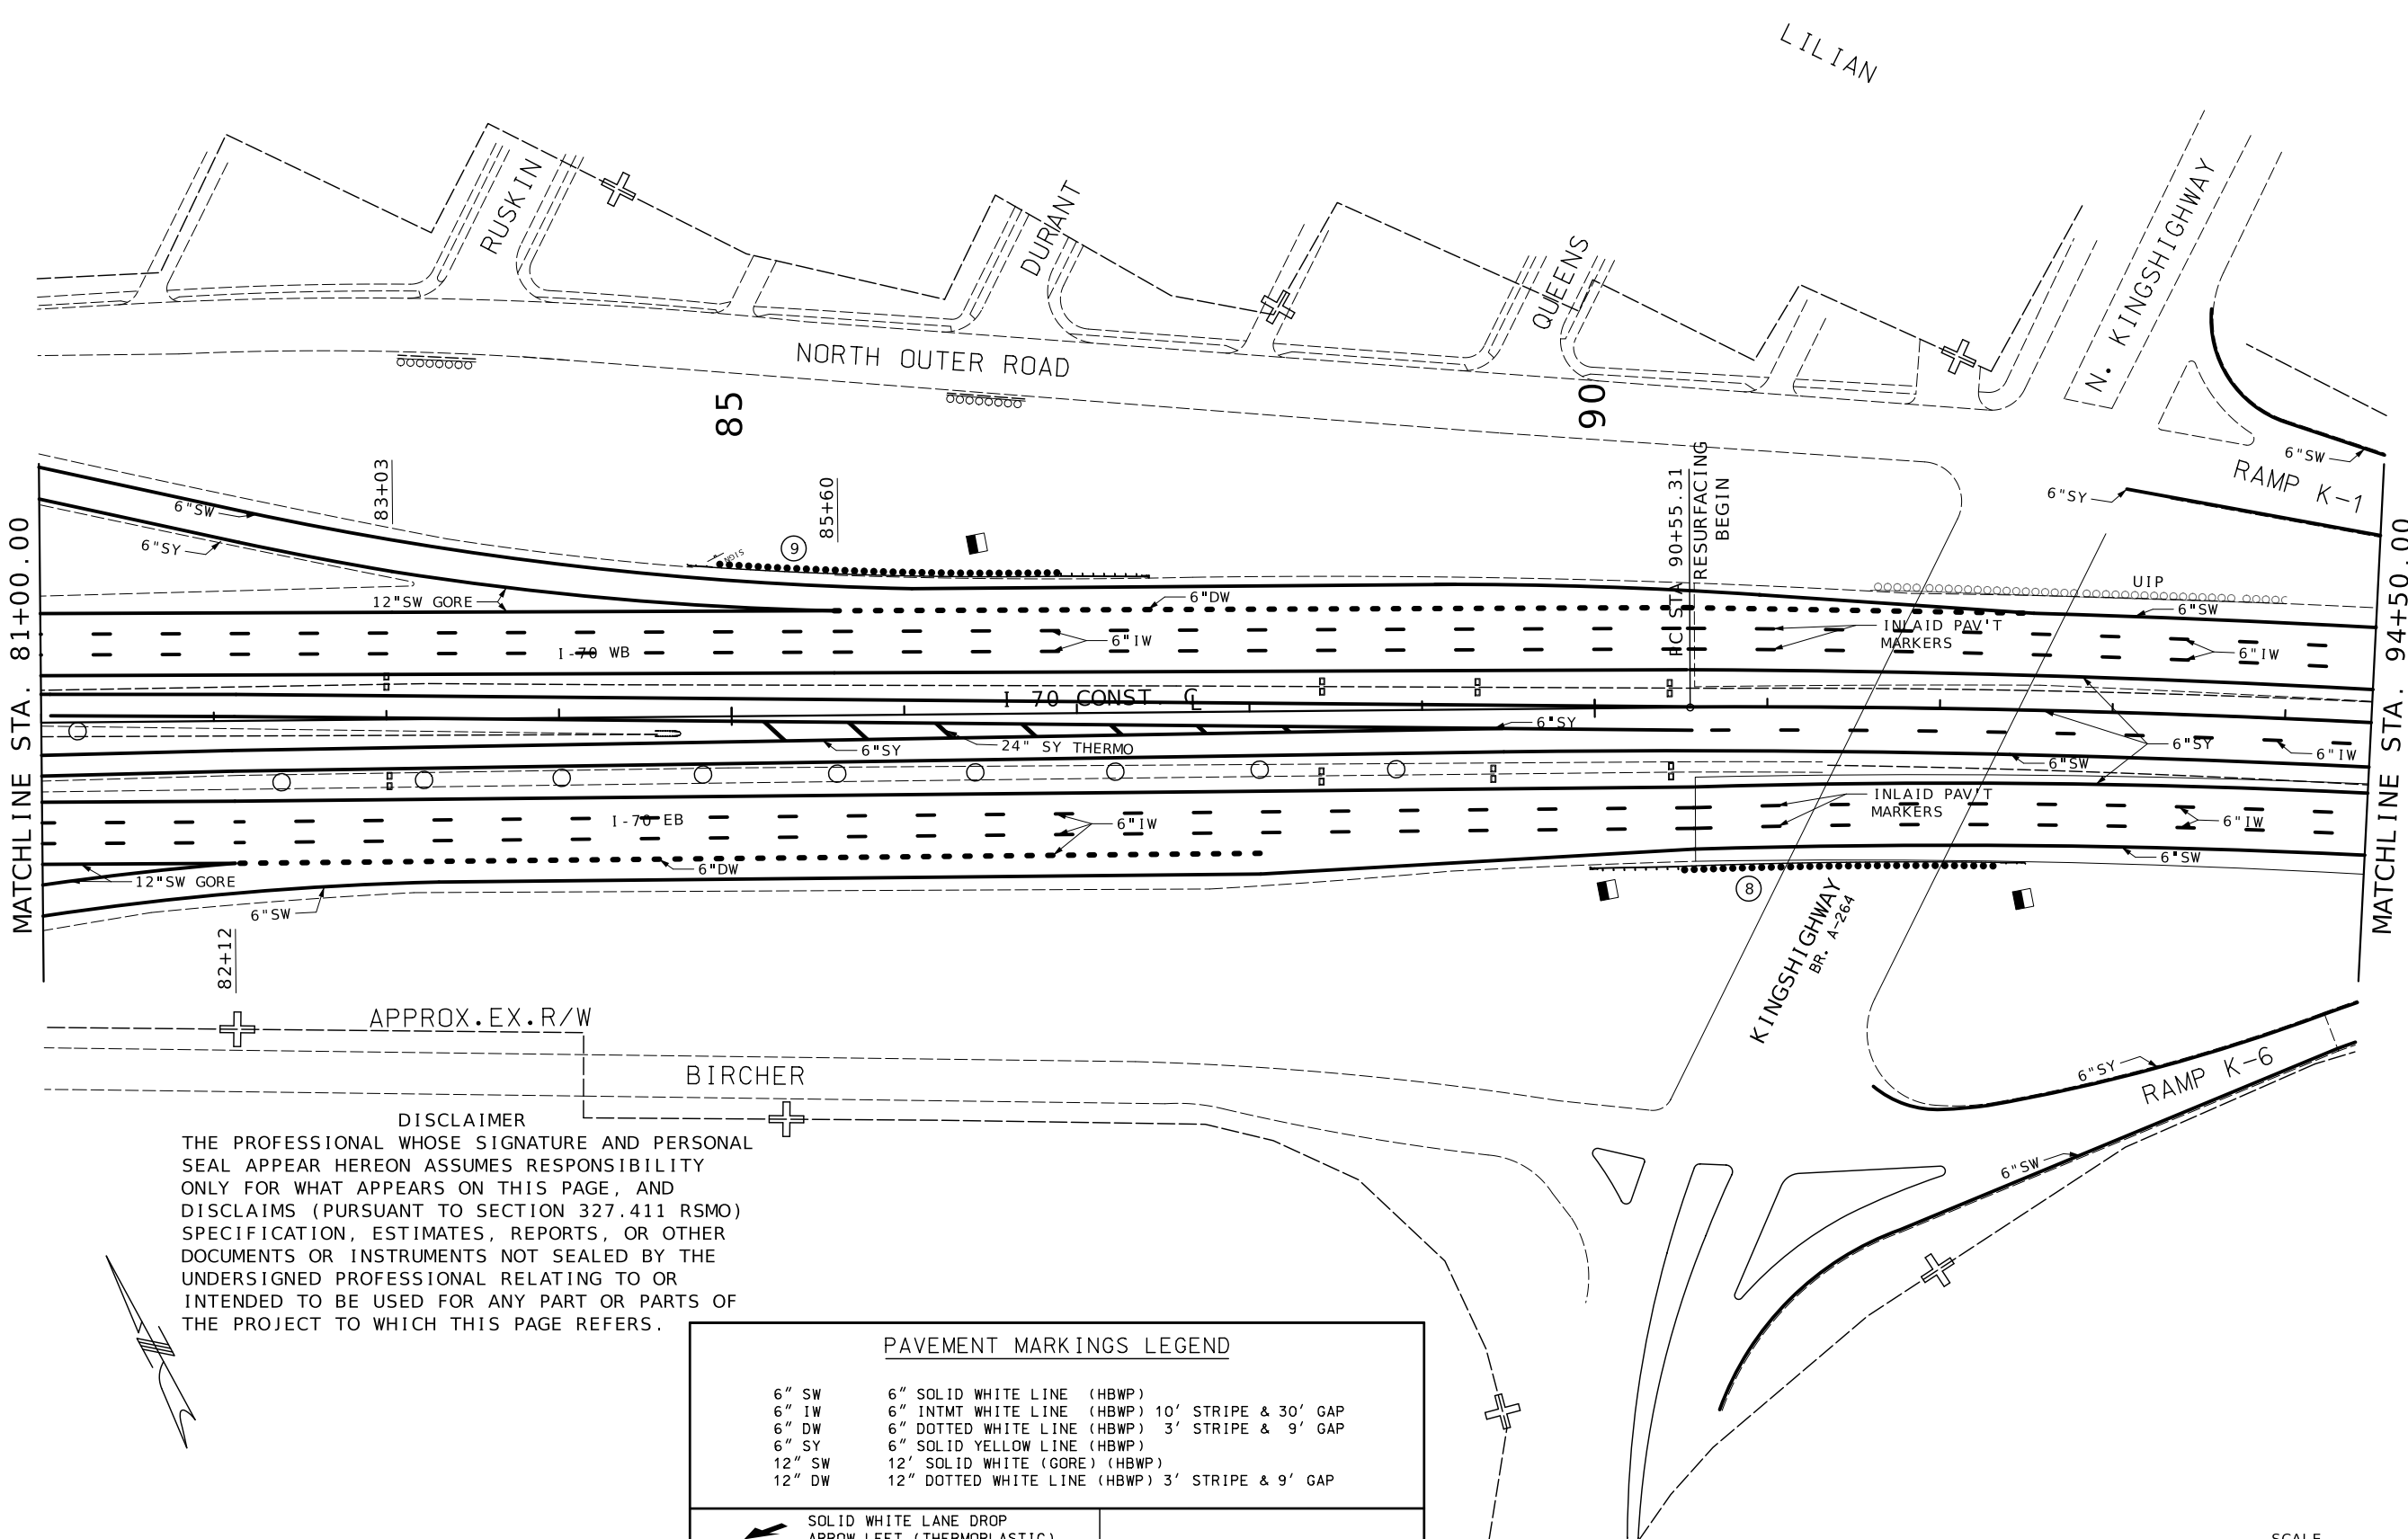 LILIAN
RUSKIN
DURANT
QUEENS
N. KINGSHIGHWAY
NORTH OUTER ROAD
85
90
6"SW
RAMP K-1
6"SY
83+03
85+60
PC STA 90+55.31
RESURFACING
BEGIN
MATCHLINE STA. 81+00.00
MATCHLINE STA. 94+50.00
6"SW
6"SY
9
SIGN
12"SW GORE
6"DW
UIP
6"SW
I-70 WB
6"IW
INLAID PAV'T
MARKERS
6"IW
I-70 CONST. ℄
6"SY
6"SY
24" SY THERMO
6"SY
6"IW
6"SW
I-70 EB
6"IW
INLAID PAV'T
MARKERS
6"IW
6"DW
6"SW
12"SW GORE
6"SW
8
KINGSHIGHWAY
BR. A-264
82+12
APPROX.EX.R/W
BIRCHER
6"SY
RAMP K-6
6"SW
DISCLAIMER
THE PROFESSIONAL WHOSE SIGNATURE AND PERSONAL
SEAL APPEAR HEREON ASSUMES RESPONSIBILITY
ONLY FOR WHAT APPEARS ON THIS PAGE, AND
DISCLAIMS (PURSUANT TO SECTION 327.411 RSMO)
SPECIFICATION, ESTIMATES, REPORTS, OR OTHER
DOCUMENTS OR INSTRUMENTS NOT SEALED BY THE
UNDERSIGNED PROFESSIONAL RELATING TO OR
INTENDED TO BE USED FOR ANY PART OR PARTS OF
THE PROJECT TO WHICH THIS PAGE REFERS.
PAVEMENT MARKINGS LEGEND
6" SW 6" SOLID WHITE LINE (HBWP)
6" IW 6" INTMT WHITE LINE (HBWP) 10' STRIPE & 30' GAP
6" DW 6" DOTTED WHITE LINE (HBWP) 3' STRIPE & 9' GAP
6" SY 6" SOLID YELLOW LINE (HBWP)
12" SW 12' SOLID WHITE (GORE) (HBWP)
12" DW 12" DOTTED WHITE LINE (HBWP) 3' STRIPE & 9' GAP
SOLID WHITE LANE DROP
ARROW LEFT (THERMOPLASTIC)
SCALE